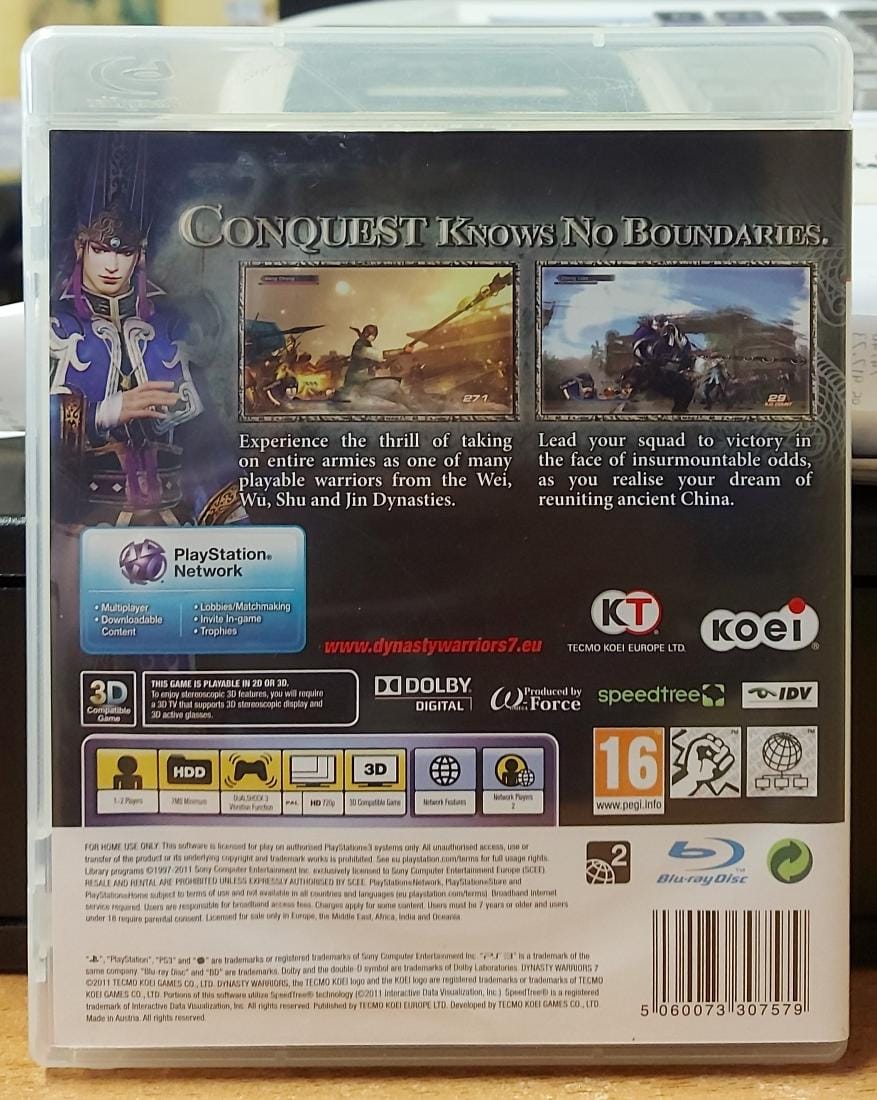 CONQUEST KNOWS NO BOUNDARIES.
271
29
Experience the thrill of taking
on entire armies as one of many
playable warriors from the Wei,
Wu, Shu and Jin Dynasties.
Lead your squad to victory in
the face of insurmountable odds,
as you realise your dream of
reuniting ancient China.
PlayStation®
Network
• Multiplayer
• Downloadable
Content
• Lobbies/Matchmaking
• Invite In-game
• Trophies
www.dynastywarriors7.eu
KT
TECMO KOEI EUROPE LTD.
KOEI®
3D
Compatible
Game
THIS GAME IS PLAYABLE IN 2D OR 3D.
To enjoy stereoscopic 3D features, you will require
a 3D TV that supports 3D stereoscopic display and
3D active glasses.
DOLBY
DIGITAL
Produced by
ω-Force
speedtree
IDV
HDD
3D
1-2 Players
7MB Minimum
DUALSHOCK 3
Vibration Function
PAL
HD 720p
3D Compatible Game
Network Features
Network Players
2
16
www.pegi.info
FOR HOME USE ONLY. This software is licensed for play on authorised PlayStation®3 systems only. All unauthorised access, use or
transfer of the product or its underlying copyright and trademark works is prohibited. See eu.playstation.com/terms for full usage rights.
Library programs ©1997-2011 Sony Computer Entertainment Inc. exclusively licensed to Sony Computer Entertainment Europe (SCEE).
RESALE AND RENTAL ARE PROHIBITED UNLESS EXPRESSLY AUTHORISED BY SCEE. PlayStation®Network, PlayStation®Store and
PlayStation®Home subject to terms of use and not available in all countries and languages (eu.playstation.com/terms). Broadband Internet
service required. Users are responsible for broadband access fees. Charges apply for some content. Users must be 7 years or older and users
under 18 require parental consent. Licensed for sale only in Europe, the Middle East, Africa, India and Oceania.
2
Blu-ray Disc™
", "PlayStation", "PS3" and " " are trademarks or registered trademarks of Sony Computer Entertainment Inc. "PS3" is a trademark of the
same company. "Blu-ray Disc" and "BD" are trademarks. Dolby and the double-D symbol are trademarks of Dolby Laboratories. DYNASTY WARRIORS 7
©2011 TECMO KOEI GAMES CO., LTD. DYNASTY WARRIORS, the TECMO KOEI logo and the KOEI logo are registered trademarks or trademarks of TECMO
KOEI GAMES CO., LTD. Portions of this software utilize SpeedTree® technology (©2011 Interactive Data Visualization, Inc.) SpeedTree® is a registered
trademark of Interactive Data Visualization, Inc. All rights reserved. Published by TECMO KOEI EUROPE LTD. Developed by TECMO KOEI GAMES CO., LTD.
Made in Austria. All rights reserved.
5 060073 307579